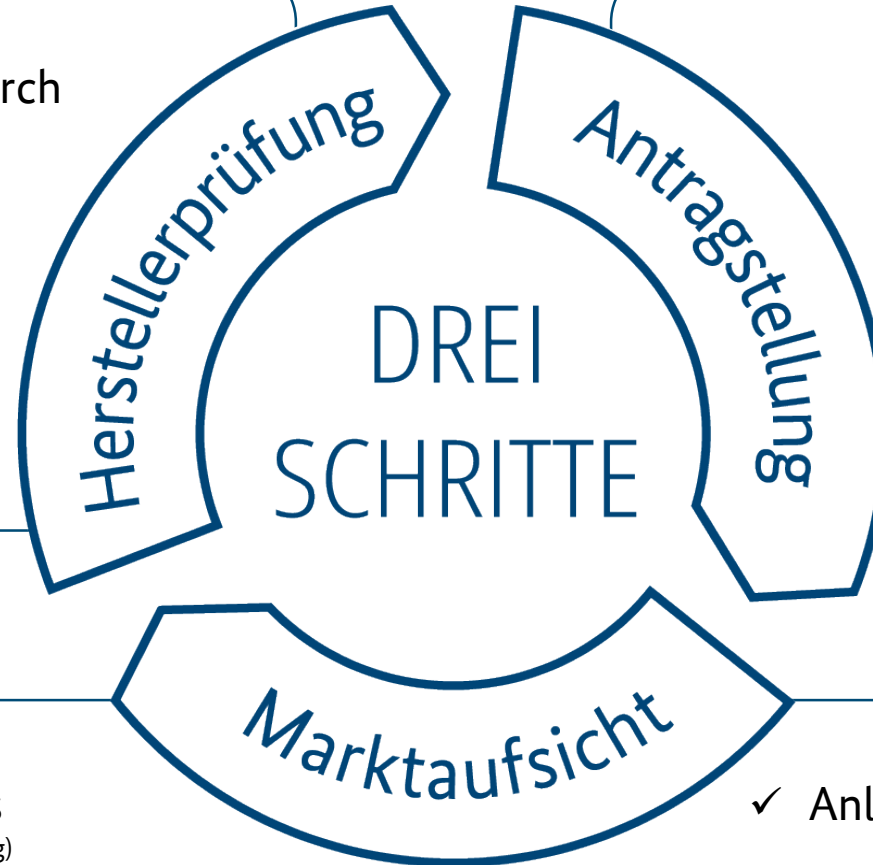 rch
Herstellerprüfung
Antragstellung
DREI
SCHRITTE
Marktaufsicht
✓ Anl
g)